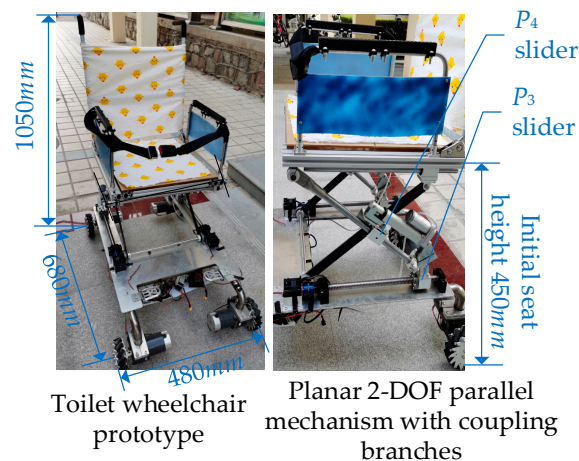 P4
slider
P3
slider
1050mm
680mm
480mm
Initial seat
height 450mm
Toilet wheelchair
prototype
Planar 2-DOF parallel
mechanism with coupling
branches